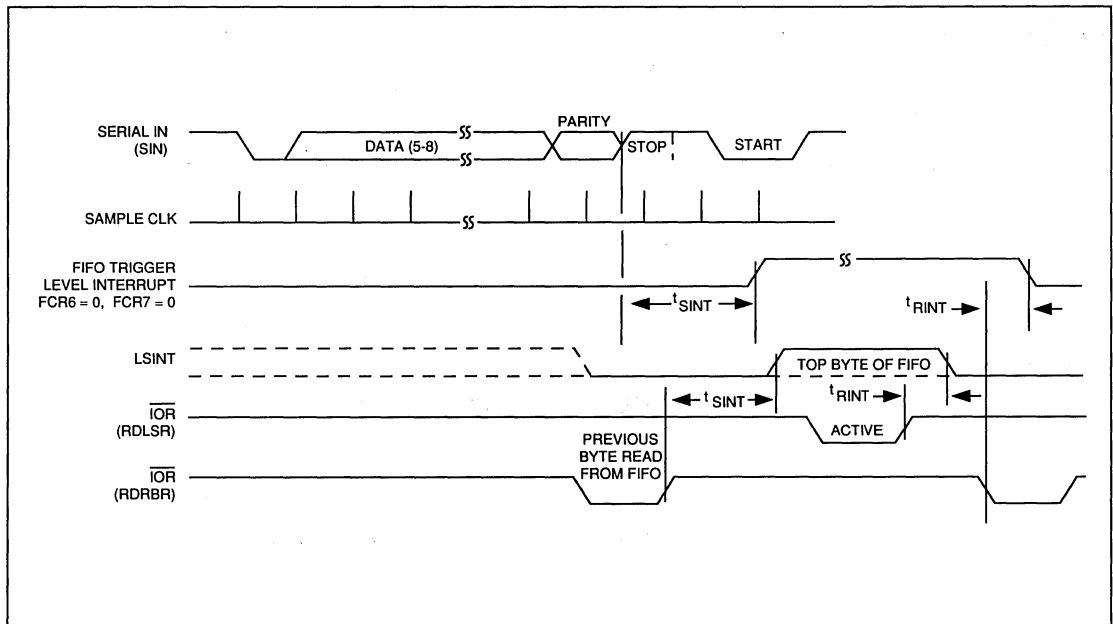 PARITY
SERIAL IN
(SIN)
DATA (5-8)
STOP
START
SAMPLE CLK
FIFO TRIGGER
LEVEL INTERRUPT
FCR6 = 0, FCR7 = 0
tSINT
tRINT
LSINT
TOP BYTE OF FIFO
tSINT
tRINT
IOR
(RDLSR)
ACTIVE
PREVIOUS
BYTE READ
FROM FIFO
IOR
(RDRBR)